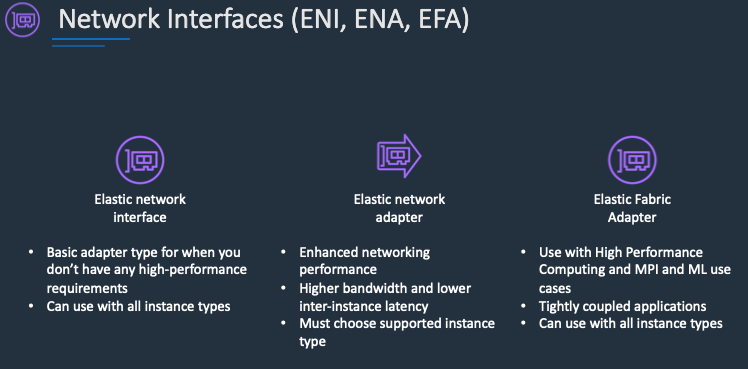 Network Interfaces (ENI, ENA, EFA)
Elastic network
interface
• Basic adapter type for when you
don't have any high-performance
requirements
• Can use with all instance types
Elastic network
adapter
• Enhanced networking
performance
• Higher bandwidth and lower
inter-instance latency
• Must choose supported instance
type
Elastic Fabric
Adapter
• Use with High Performance
Computing and MPI and ML use
cases
• Tightly coupled applications
• Can use with all instance types